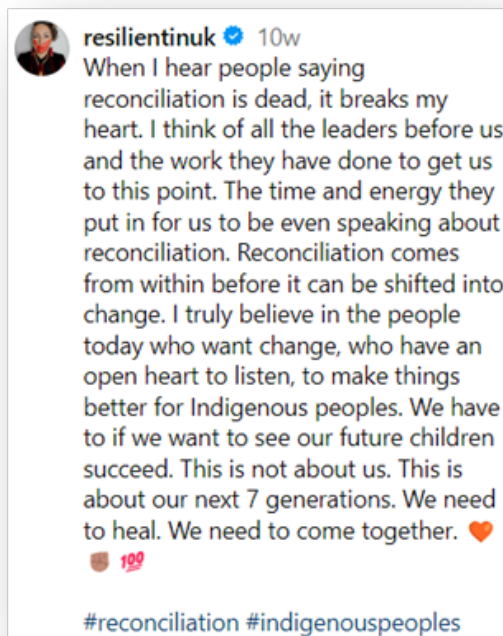 resilientinuk 10w
When I hear people saying
reconciliation is dead, it breaks my
heart. I think of all the leaders before us
and the work they have done to get us
to this point. The time and energy they
put in for us to be even speaking about
reconciliation. Reconciliation comes
from within before it can be shifted into
change. I truly believe in the people
today who want change, who have an
open heart to listen, to make things
better for Indigenous peoples. We have
to if we want to see our future children
succeed. This is not about us. This is
about our next 7 generations. We need
to heal. We need to come together. 🧡
✊🏽 💯
#reconciliation #indigenouspeoples